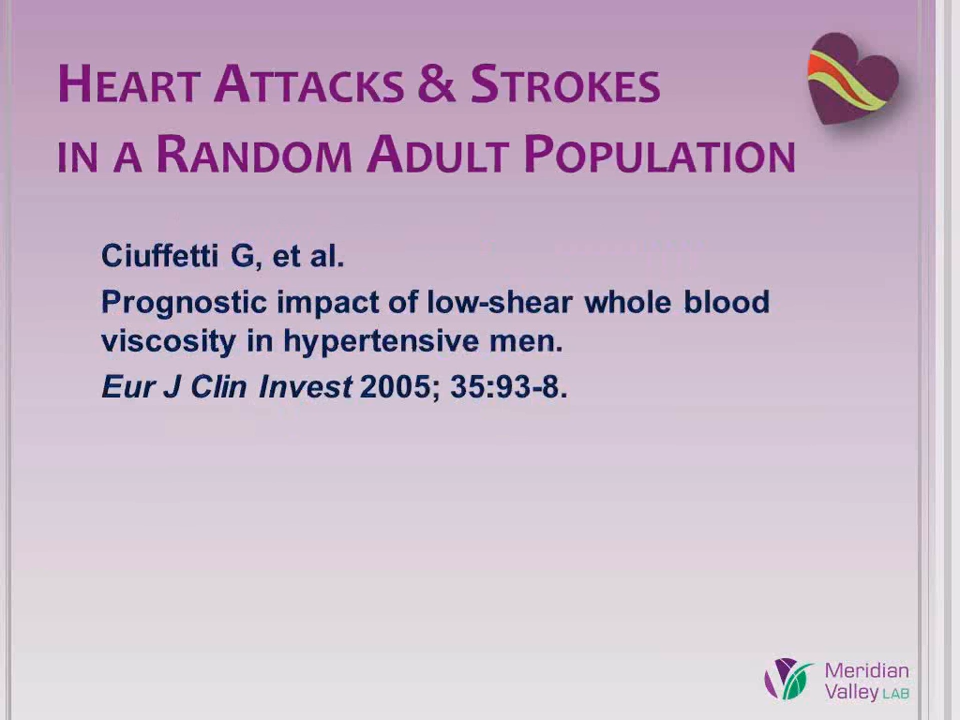 HEART ATTACKS & STROKES
IN A RANDOM ADULT POPULATION
Ciuffetti G, et al.
Prognostic impact of low-shear whole blood
viscosity in hypertensive men.
Eur J Clin Invest 2005; 35:93-8.
Meridian
Valley LAB